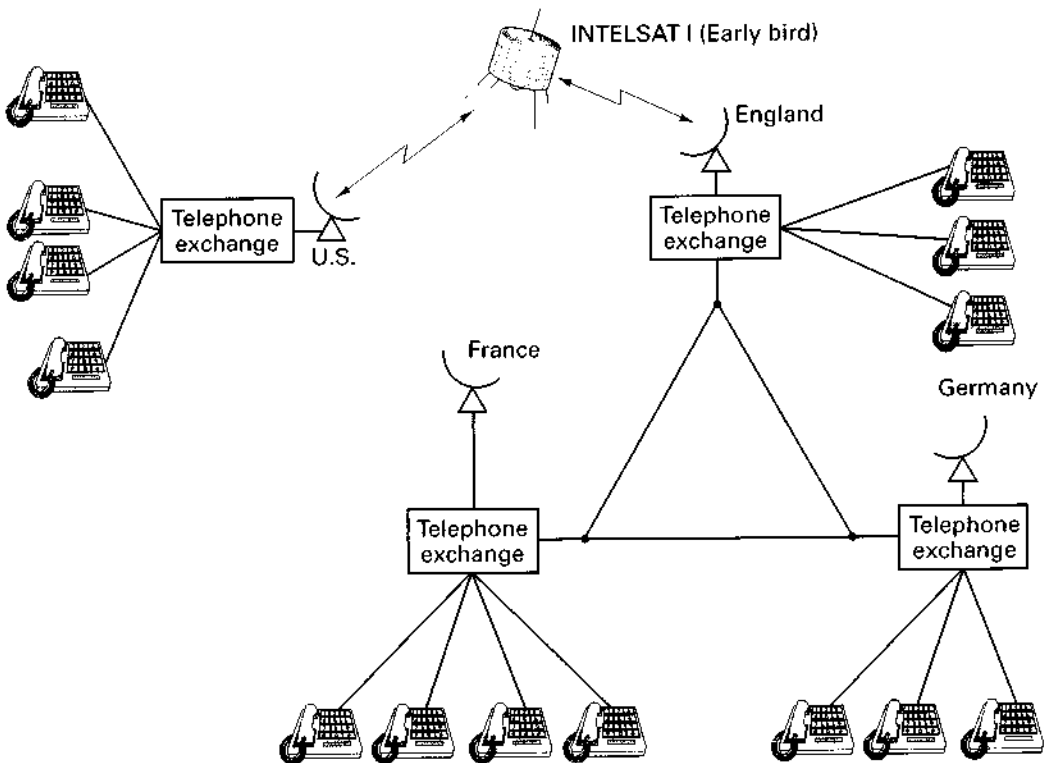 INTELSAT I (Early bird)
England
Telephone
exchange
U.S.
Telephone
exchange
France
Germany
Telephone
exchange
Telephone
exchange